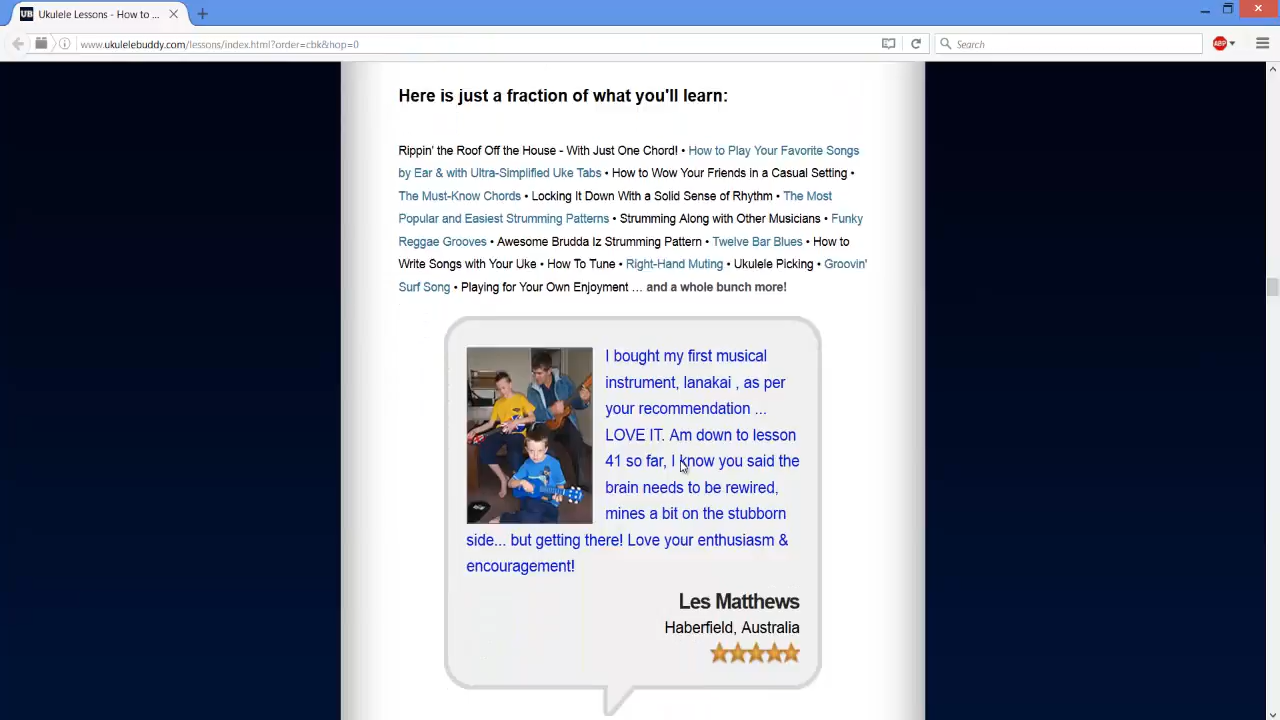 UB Ukulele Lessons - How to ...
www.ukulelebuddy.com/lessons/index.html?order=cbk&hop=0
Search
ABP
Here is just a fraction of what you'll learn:
Rippin' the Roof Off the House - With Just One Chord! • How to Play Your Favorite Songs
by Ear & with Ultra-Simplified Uke Tabs • How to Wow Your Friends in a Casual Setting •
The Must-Know Chords • Locking It Down With a Solid Sense of Rhythm • The Most
Popular and Easiest Strumming Patterns • Strumming Along with Other Musicians • Funky
Reggae Grooves • Awesome Brudda Iz Strumming Pattern • Twelve Bar Blues • How to
Write Songs with Your Uke • How To Tune • Right-Hand Muting • Ukulele Picking • Groovin'
Surf Song • Playing for Your Own Enjoyment ... and a whole bunch more!
I bought my first musical
instrument, lanakai , as per
your recommendation ...
LOVE IT. Am down to lesson
41 so far, I know you said the
brain needs to be rewired,
mines a bit on the stubborn
side... but getting there! Love your enthusiasm &
encouragement!
Les Matthews
Haberfield, Australia